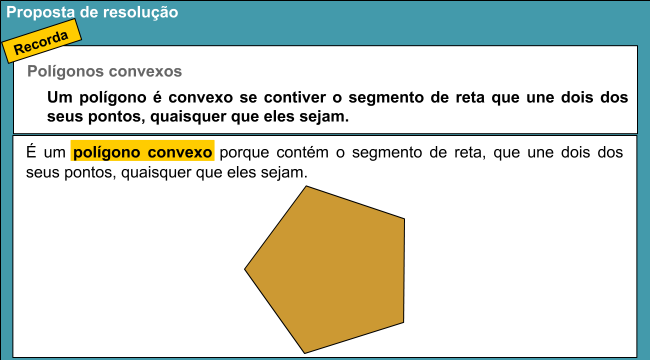 Proposta de resolução
Recorda
Polígonos convexos
Um polígono é convexo se contiver o segmento de reta que une dois dos
seus pontos, quaisquer que eles sejam.
É um polígono convexo porque contém o segmento de reta, que une dois dos
seus pontos, quaisquer que eles sejam.